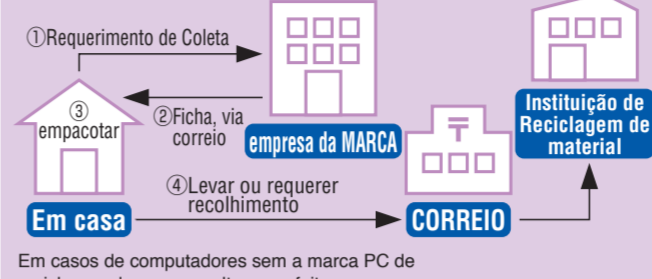 ①Requerimento de Coleta
③
empacotar
②Ficha, via
correio
empresa da MARCA
Instituição de
Reciclagem de
material
〒
④Levar ou requerer
recolhimento
Em casa
CORREIO
Em casos de computadores sem a marca PC de